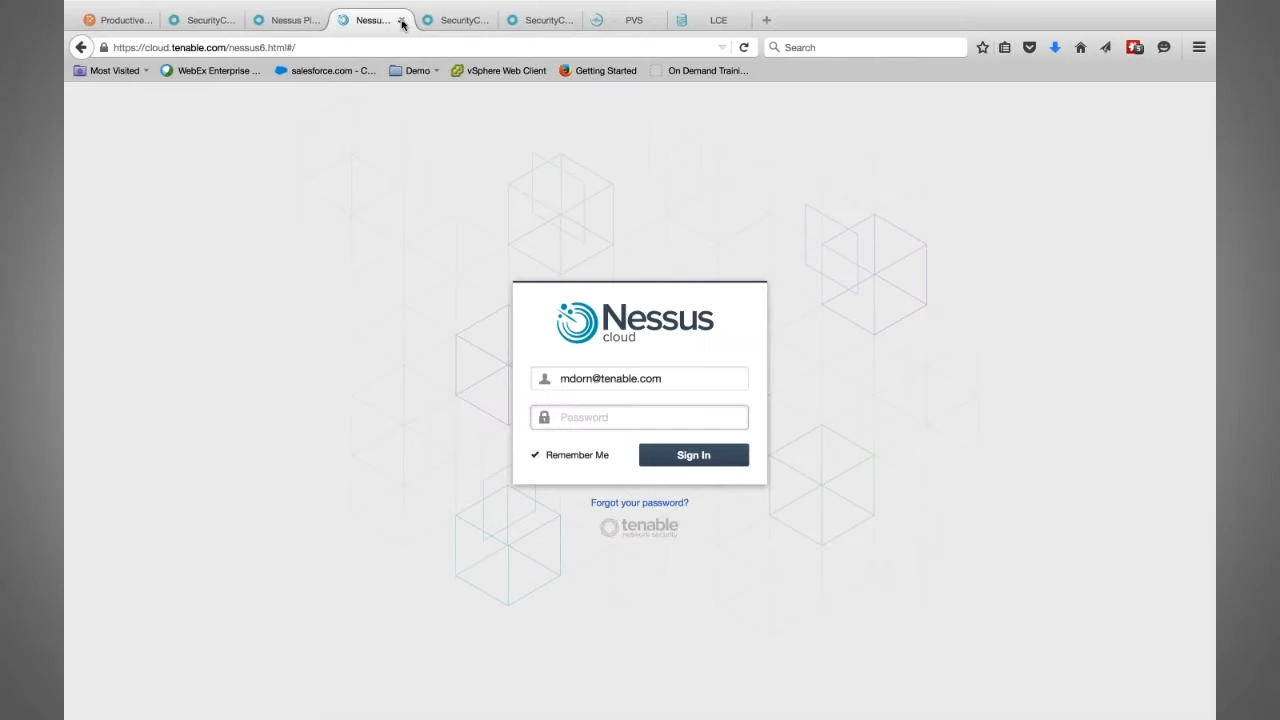 Productive... SecurityC... Nessus Pl... Nessu... SecurityC... SecurityC... PVS LCE
https://cloud.tenable.com/nessus6.html#/ Search
Most Visited WebEx Enterprise ... salesforce.com - C... Demo vSphere Web Client Getting Started On Demand Traini...
Nessus
cloud
mdorn@tenable.com
Password
Remember Me Sign In
Forgot your password?
tenable
network security